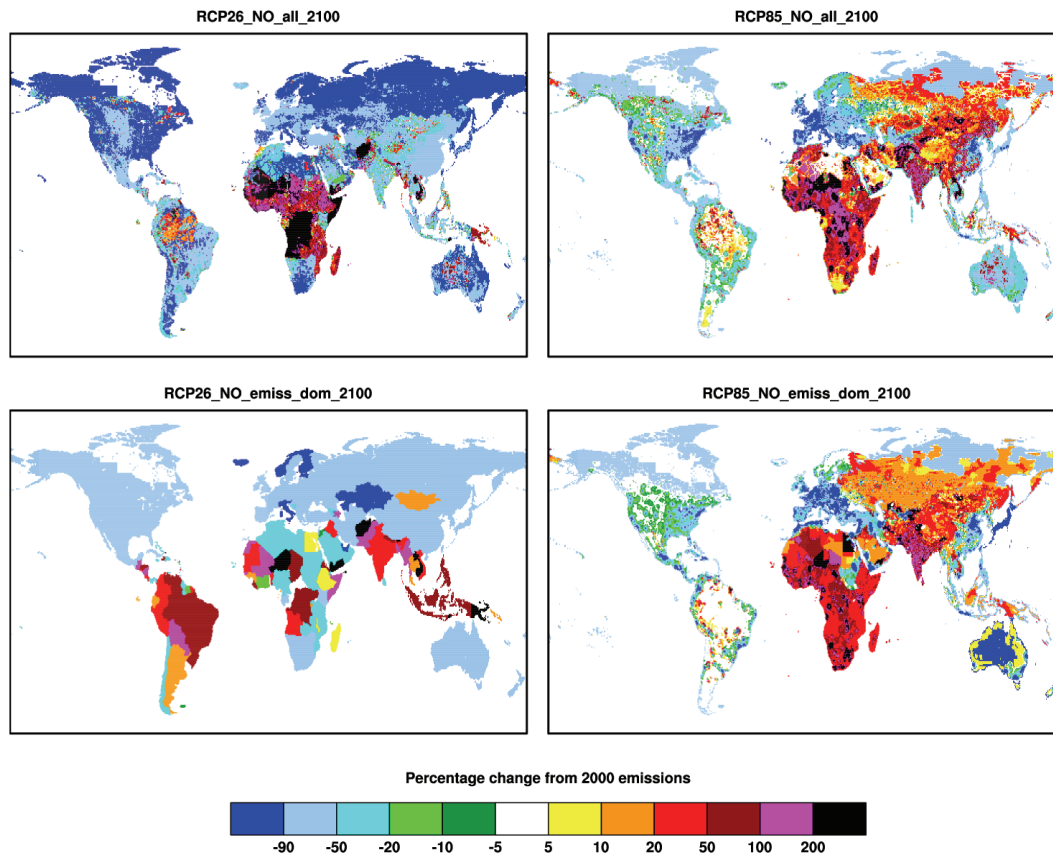 RCP26_NO_all_2100
RCP85_NO_all_2100
RCP26_NO_emiss_dom_2100
RCP85_NO_emiss_dom_2100
Percentage change from 2000 emissions
-90 -50 -20 -10 -5 5 10 20 50 100 200